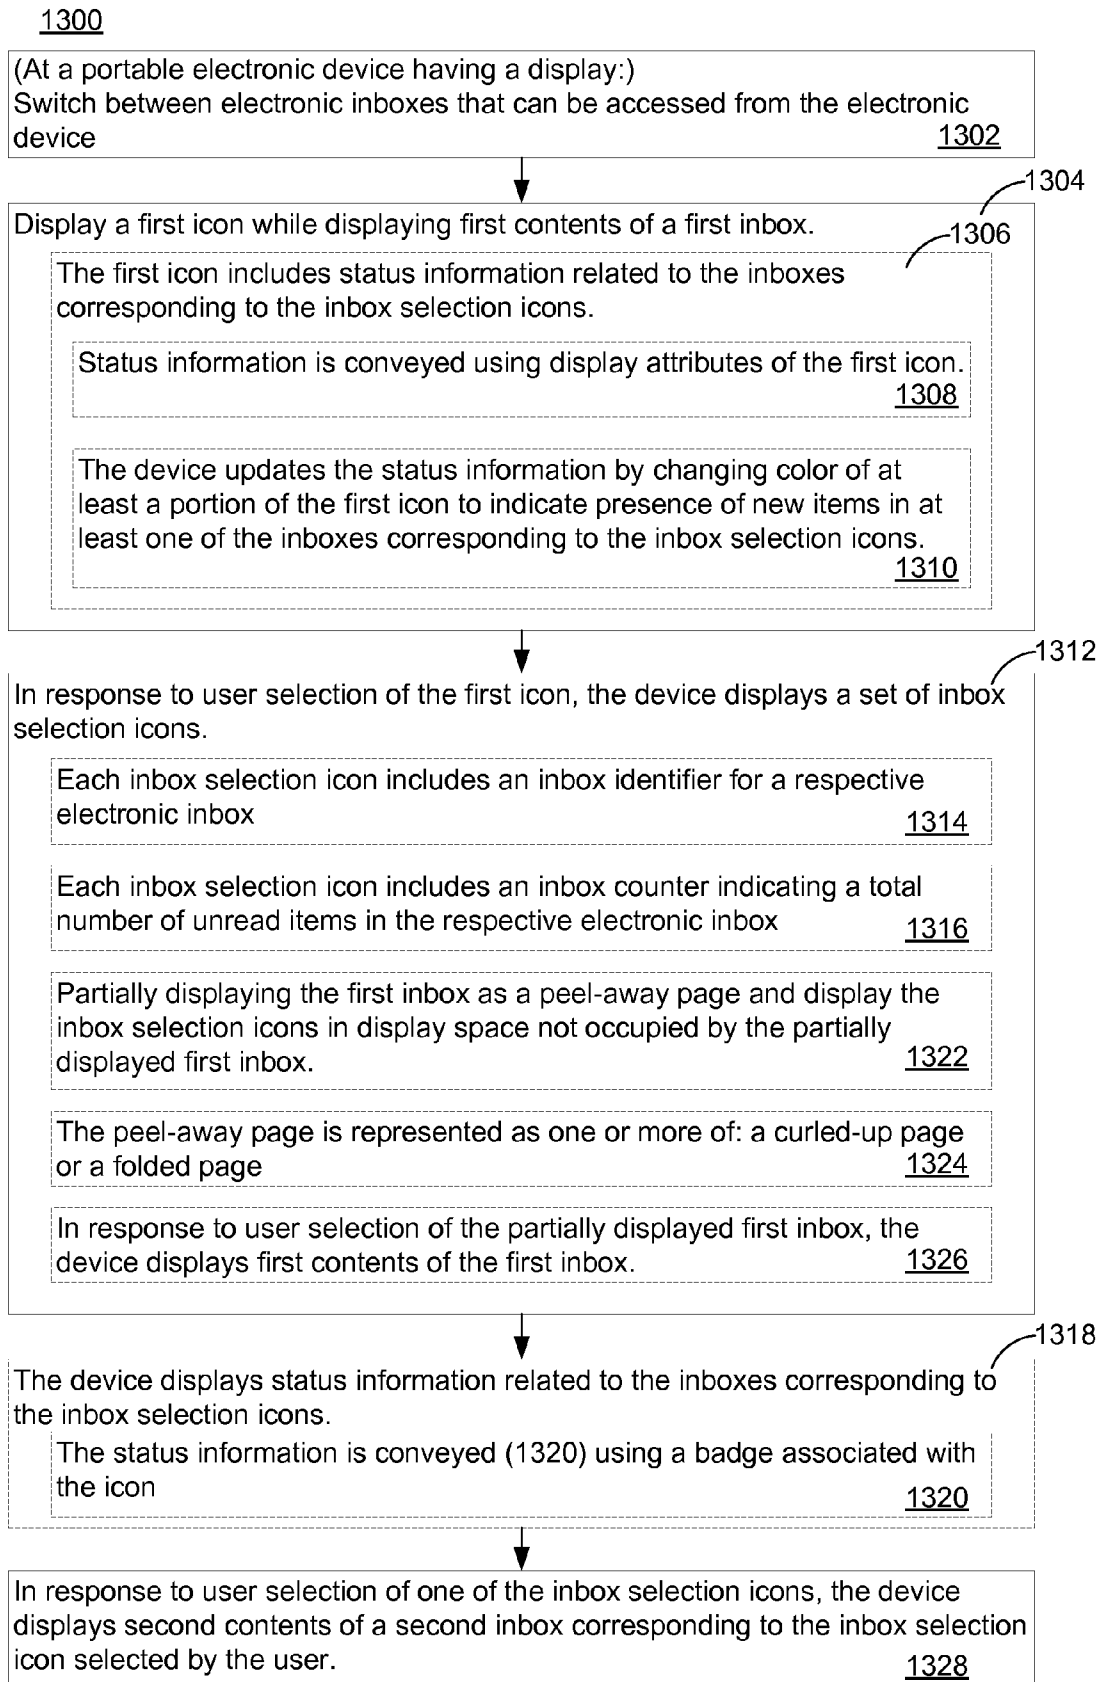 1300
(At a portable electronic device having a display:)
Switch between electronic inboxes that can be accessed from the electronic
device
1302
1304
Display a first icon while displaying first contents of a first inbox.
1306
The first icon includes status information related to the inboxes
corresponding to the inbox selection icons.
Status information is conveyed using display attributes of the first icon.
1308
The device updates the status information by changing color of at
least a portion of the first icon to indicate presence of new items in at
least one of the inboxes corresponding to the inbox selection icons.
1310
1312
In response to user selection of the first icon, the device displays a set of inbox
selection icons.
Each inbox selection icon includes an inbox identifier for a respective
electronic inbox
1314
Each inbox selection icon includes an inbox counter indicating a total
number of unread items in the respective electronic inbox
1316
Partially displaying the first inbox as a peel-away page and display the
inbox selection icons in display space not occupied by the partially
displayed first inbox.
1322
The peel-away page is represented as one or more of: a curled-up page
or a folded page
1324
In response to user selection of the partially displayed first inbox, the
device displays first contents of the first inbox.
1326
1318
The device displays status information related to the inboxes corresponding to
the inbox selection icons.
The status information is conveyed (1320) using a badge associated with
the icon
1320
In response to user selection of one of the inbox selection icons, the device
displays second contents of a second inbox corresponding to the inbox selection
icon selected by the user.
1328